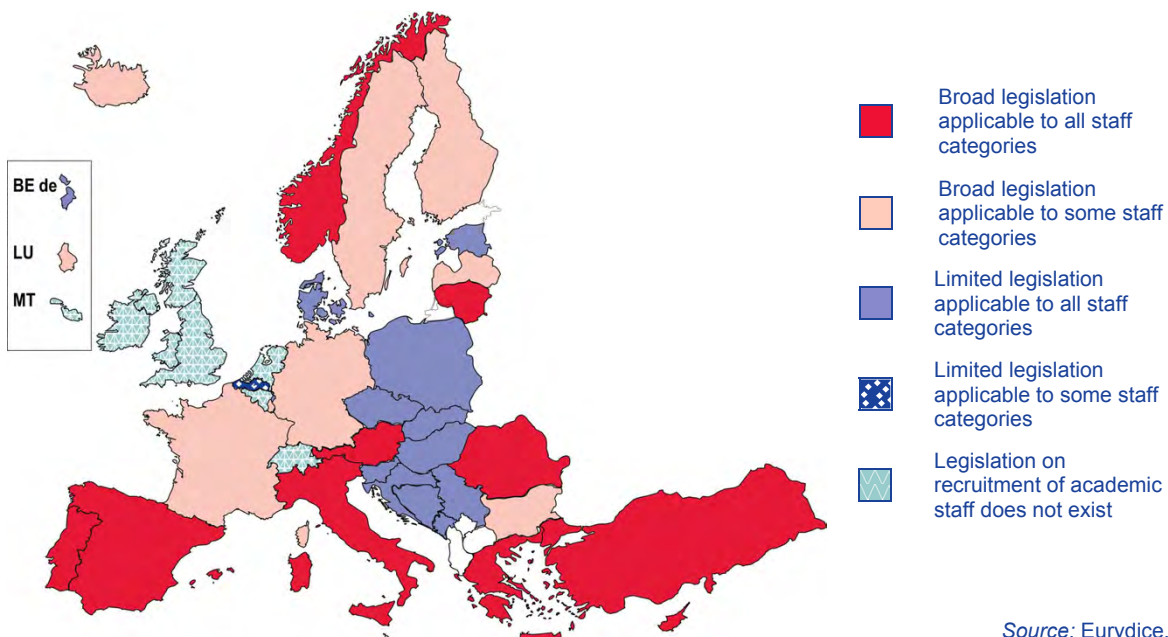 BE de
LU
MT
Broad legislation
applicable to all staff
categories
Broad legislation
applicable to some staff
categories
Limited legislation
applicable to all staff
categories
Limited legislation
applicable to some staff
categories
Legislation on
recruitment of academic
staff does not exist
Source: Eurydice.